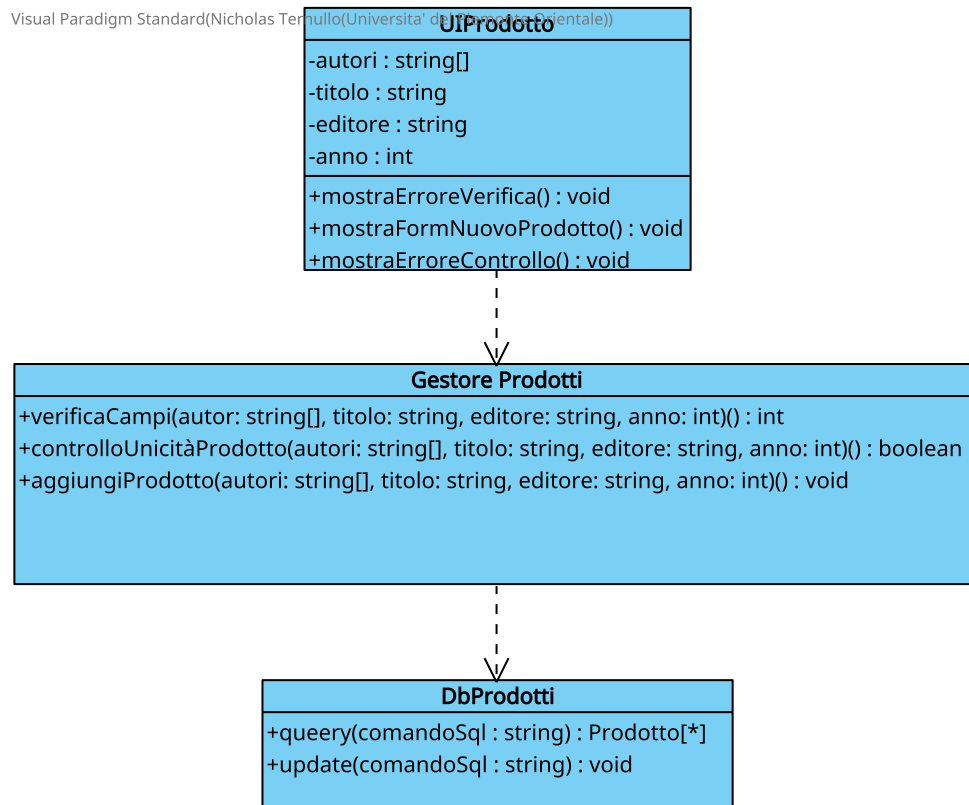 Visual Paradigm Standard(Nicholas Ternullo(Universita' del Piemonte Orientale))
UIProdotto
-autori : string[]
-titolo : string
-editore : string
-anno : int
+mostraErroreVerifica() : void
+mostraFormNuovoProdotto() : void
+mostraErroreControllo() : void
Gestore Prodotti
+verificaCampi(autor: string[], titolo: string, editore: string, anno: int)() : int
+controlloUnicitàProdotto(autori: string[], titolo: string, editore: string, anno: int)() : boolean
+aggiungiProdotto(autori: string[], titolo: string, editore: string, anno: int)() : void
DbProdotti
+queery(comandoSql : string) : Prodotto[*]
+update(comandoSql : string) : void